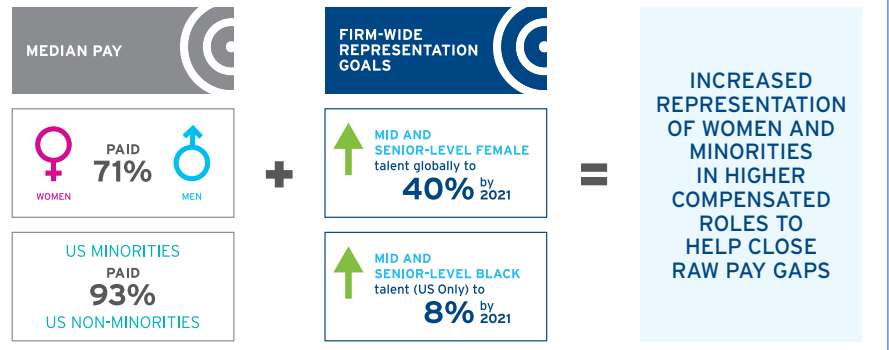 MEDIAN PAY
PAID
71%
WOMEN
MEN
US MINORITIES
PAID
93%
US NON-MINORITIES
+
FIRM-WIDE
REPRESENTATION
GOALS
MID AND
SENIOR-LEVEL FEMALE
talent globally to
40% by 2021
MID AND
SENIOR-LEVEL BLACK
talent (US Only) to
8% by 2021
=
INCREASED
REPRESENTATION
OF WOMEN AND
MINORITIES
IN HIGHER
COMPENSATED
ROLES TO
HELP CLOSE
RAW PAY GAPS